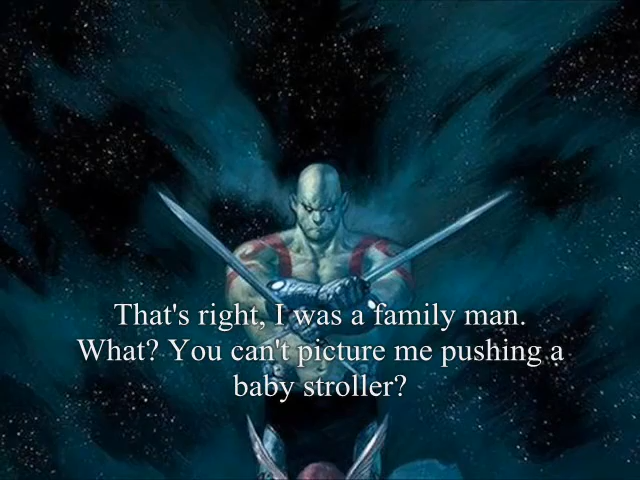 That's right, I was a family man.
What? You can't picture me pushing a
baby stroller?